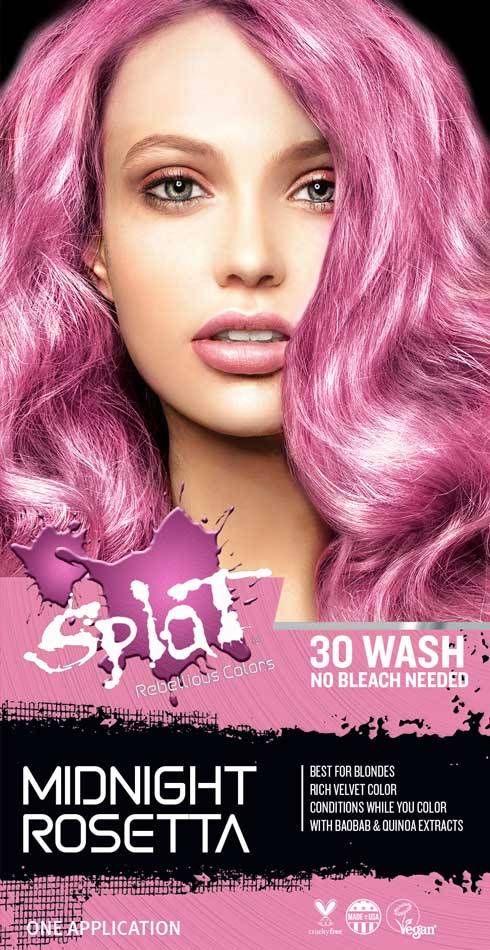 Splat
Rebellious Colors
30 WASH
NO BLEACH NEEDED
MIDNIGHT
ROSETTA
BEST FOR BLONDES
RICH VELVET COLOR
CONDITIONS WHILE YOU COLOR
WITH BAOBAB & QUINOA EXTRACTS
ONE APPLICATION
cruelty free
MADE IN USA
Vegan